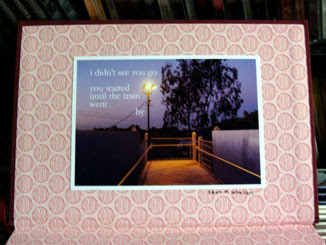 i didn't see you go
you waited
until the train
went
by